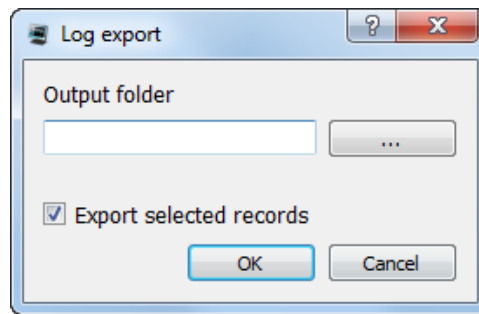 Log export
?
X
Output folder
...
Export selected records
OK
Cancel